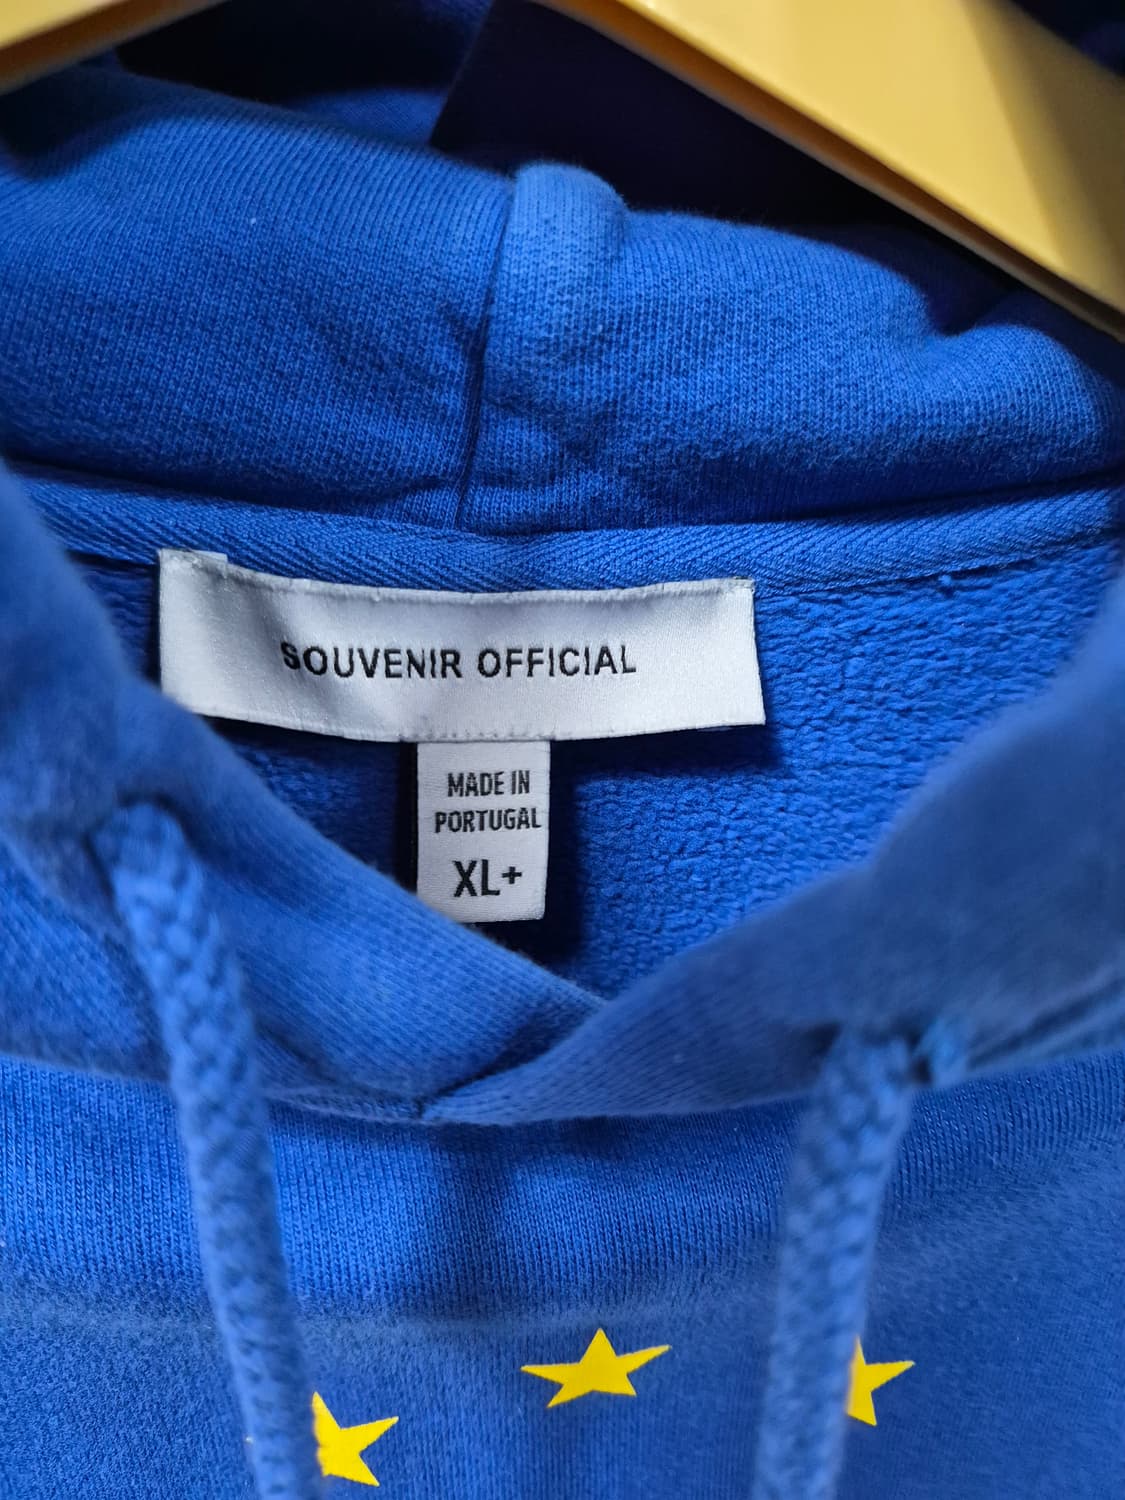 SOUVENIR OFFICIAL
MADE IN
PORTUGAL
XL+